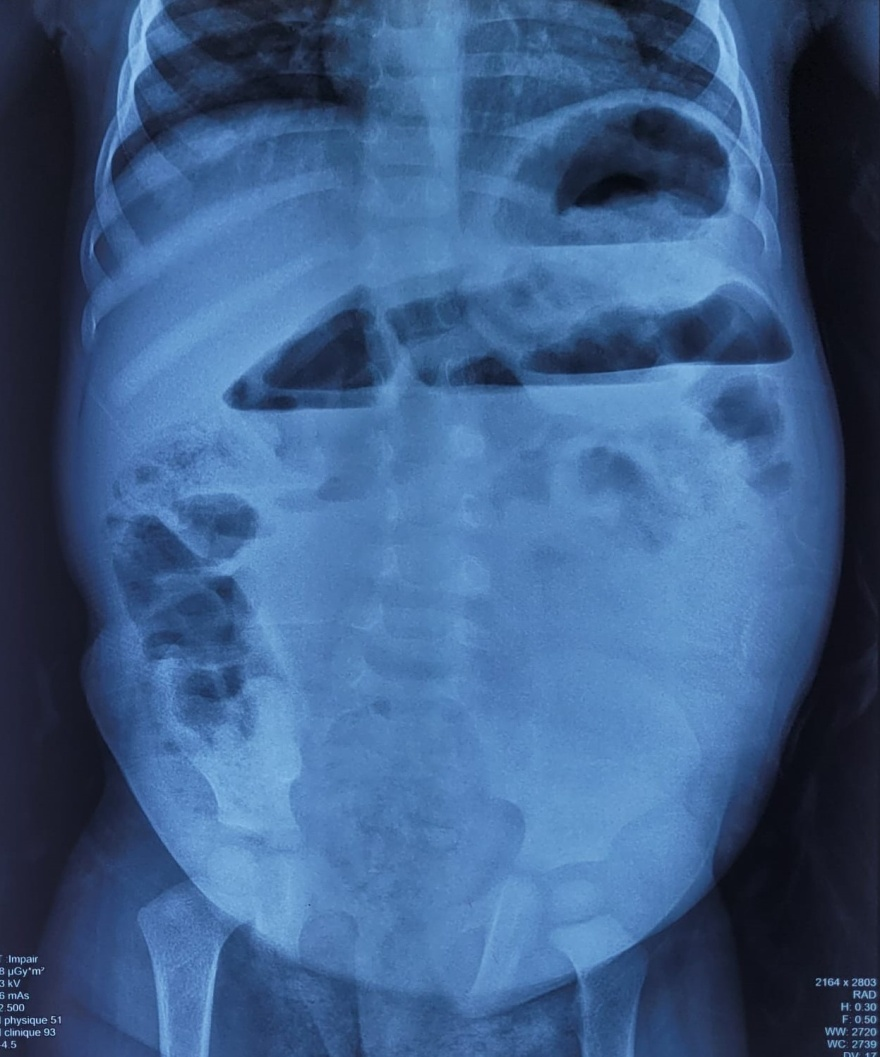 : Impair
8 µGy*m²
3 kV
6 mAs
2 500
physique 51
clinique 93
-4.5
2164 x 2803
RAD
H: 0.30
F: 0.50
WW: 2720
WC: 2739